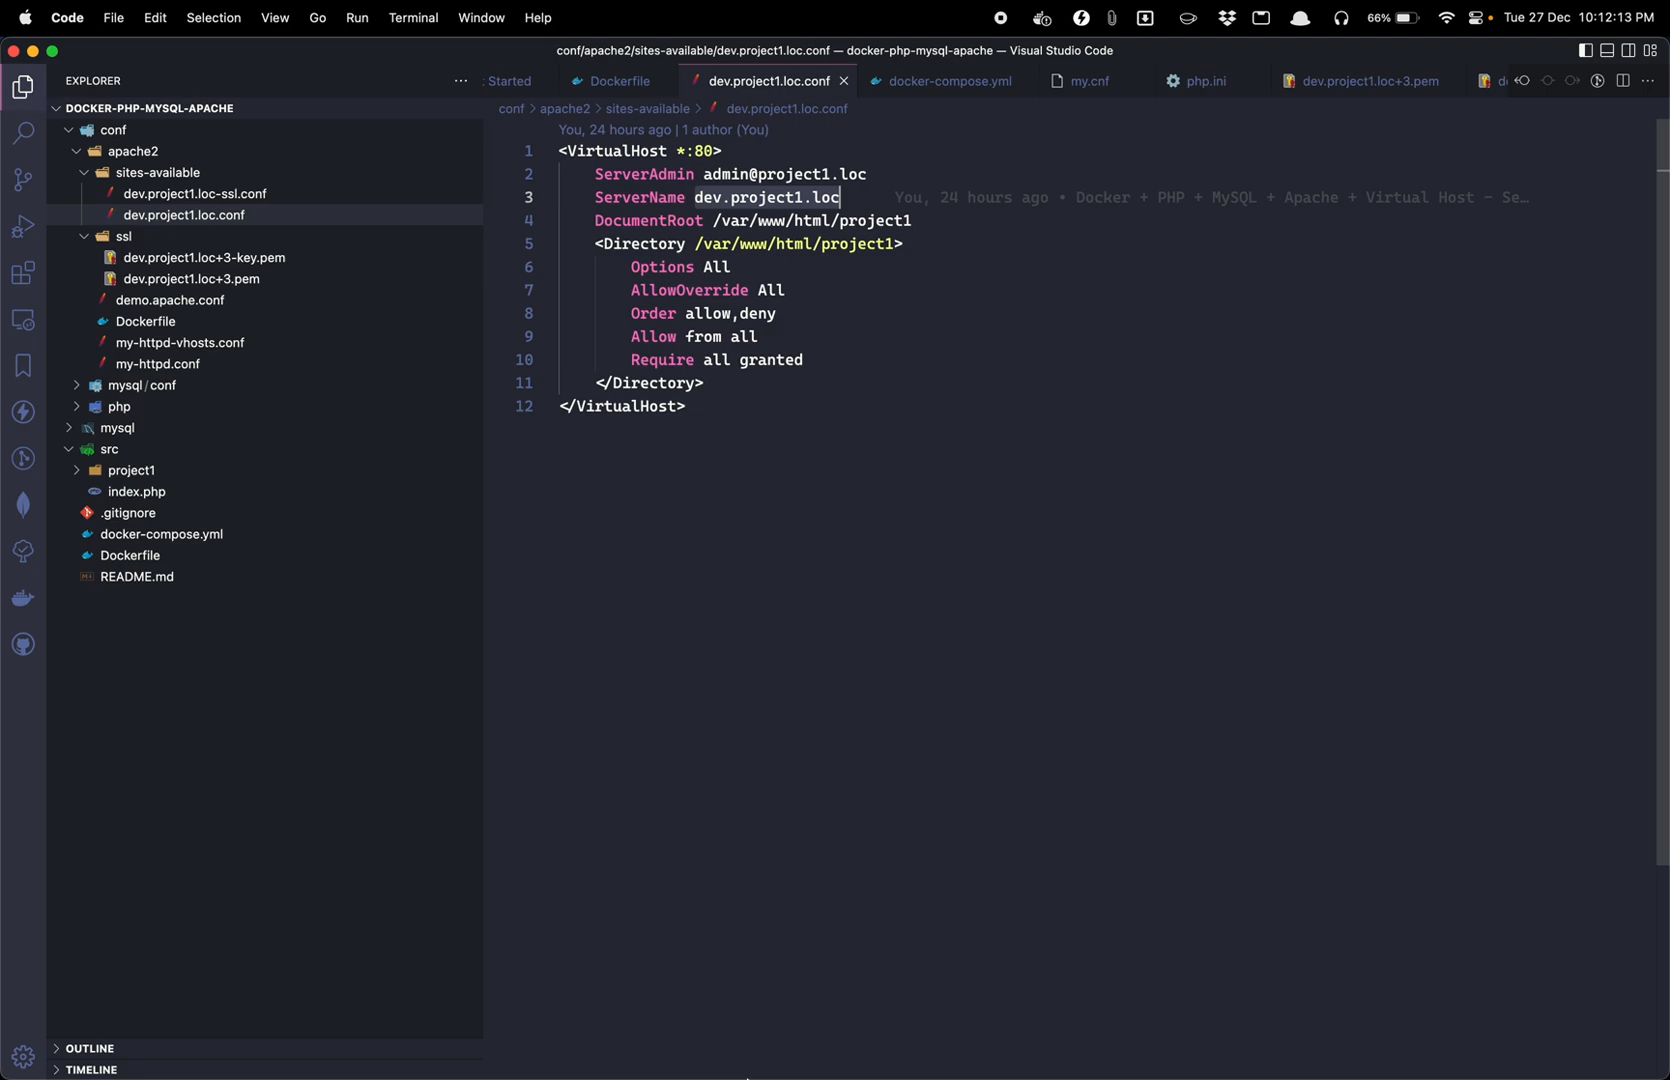 Code File Edit Selection View Go Run Terminal Window Help 66% Tue 27 Dec 10:12:13 PM
conf/apache2/sites-available/dev.project1.loc.conf — docker-php-mysql-apache — Visual Studio Code
EXPLORER
: Started Dockerfile dev.project1.loc.conf docker-compose.yml my.cnf php.ini dev.project1.loc+3.pem
DOCKER-PHP-MYSQL-APACHE
conf
apache2
sites-available
dev.project1.loc-ssl.conf
dev.project1.loc.conf
ssl
dev.project1.loc+3-key.pem
dev.project1.loc+3.pem
demo.apache.conf
Dockerfile
my-httpd-vhosts.conf
my-httpd.conf
mysql/conf
php
mysql
src
project1
index.php
.gitignore
docker-compose.yml
Dockerfile
README.md
OUTLINE
TIMELINE
conf > apache2 > sites-available > dev.project1.loc.conf
You, 24 hours ago | 1 author (You)
1 <VirtualHost *:80>
2 ServerAdmin admin@project1.loc
3 ServerName dev.project1.loc You, 24 hours ago • Docker + PHP + MySQL + Apache + Virtual Host - Se…
4 DocumentRoot /var/www/html/project1
5 <Directory /var/www/html/project1>
6 Options All
7 AllowOverride All
8 Order allow,deny
9 Allow from all
10 Require all granted
11 </Directory>
12 </VirtualHost>